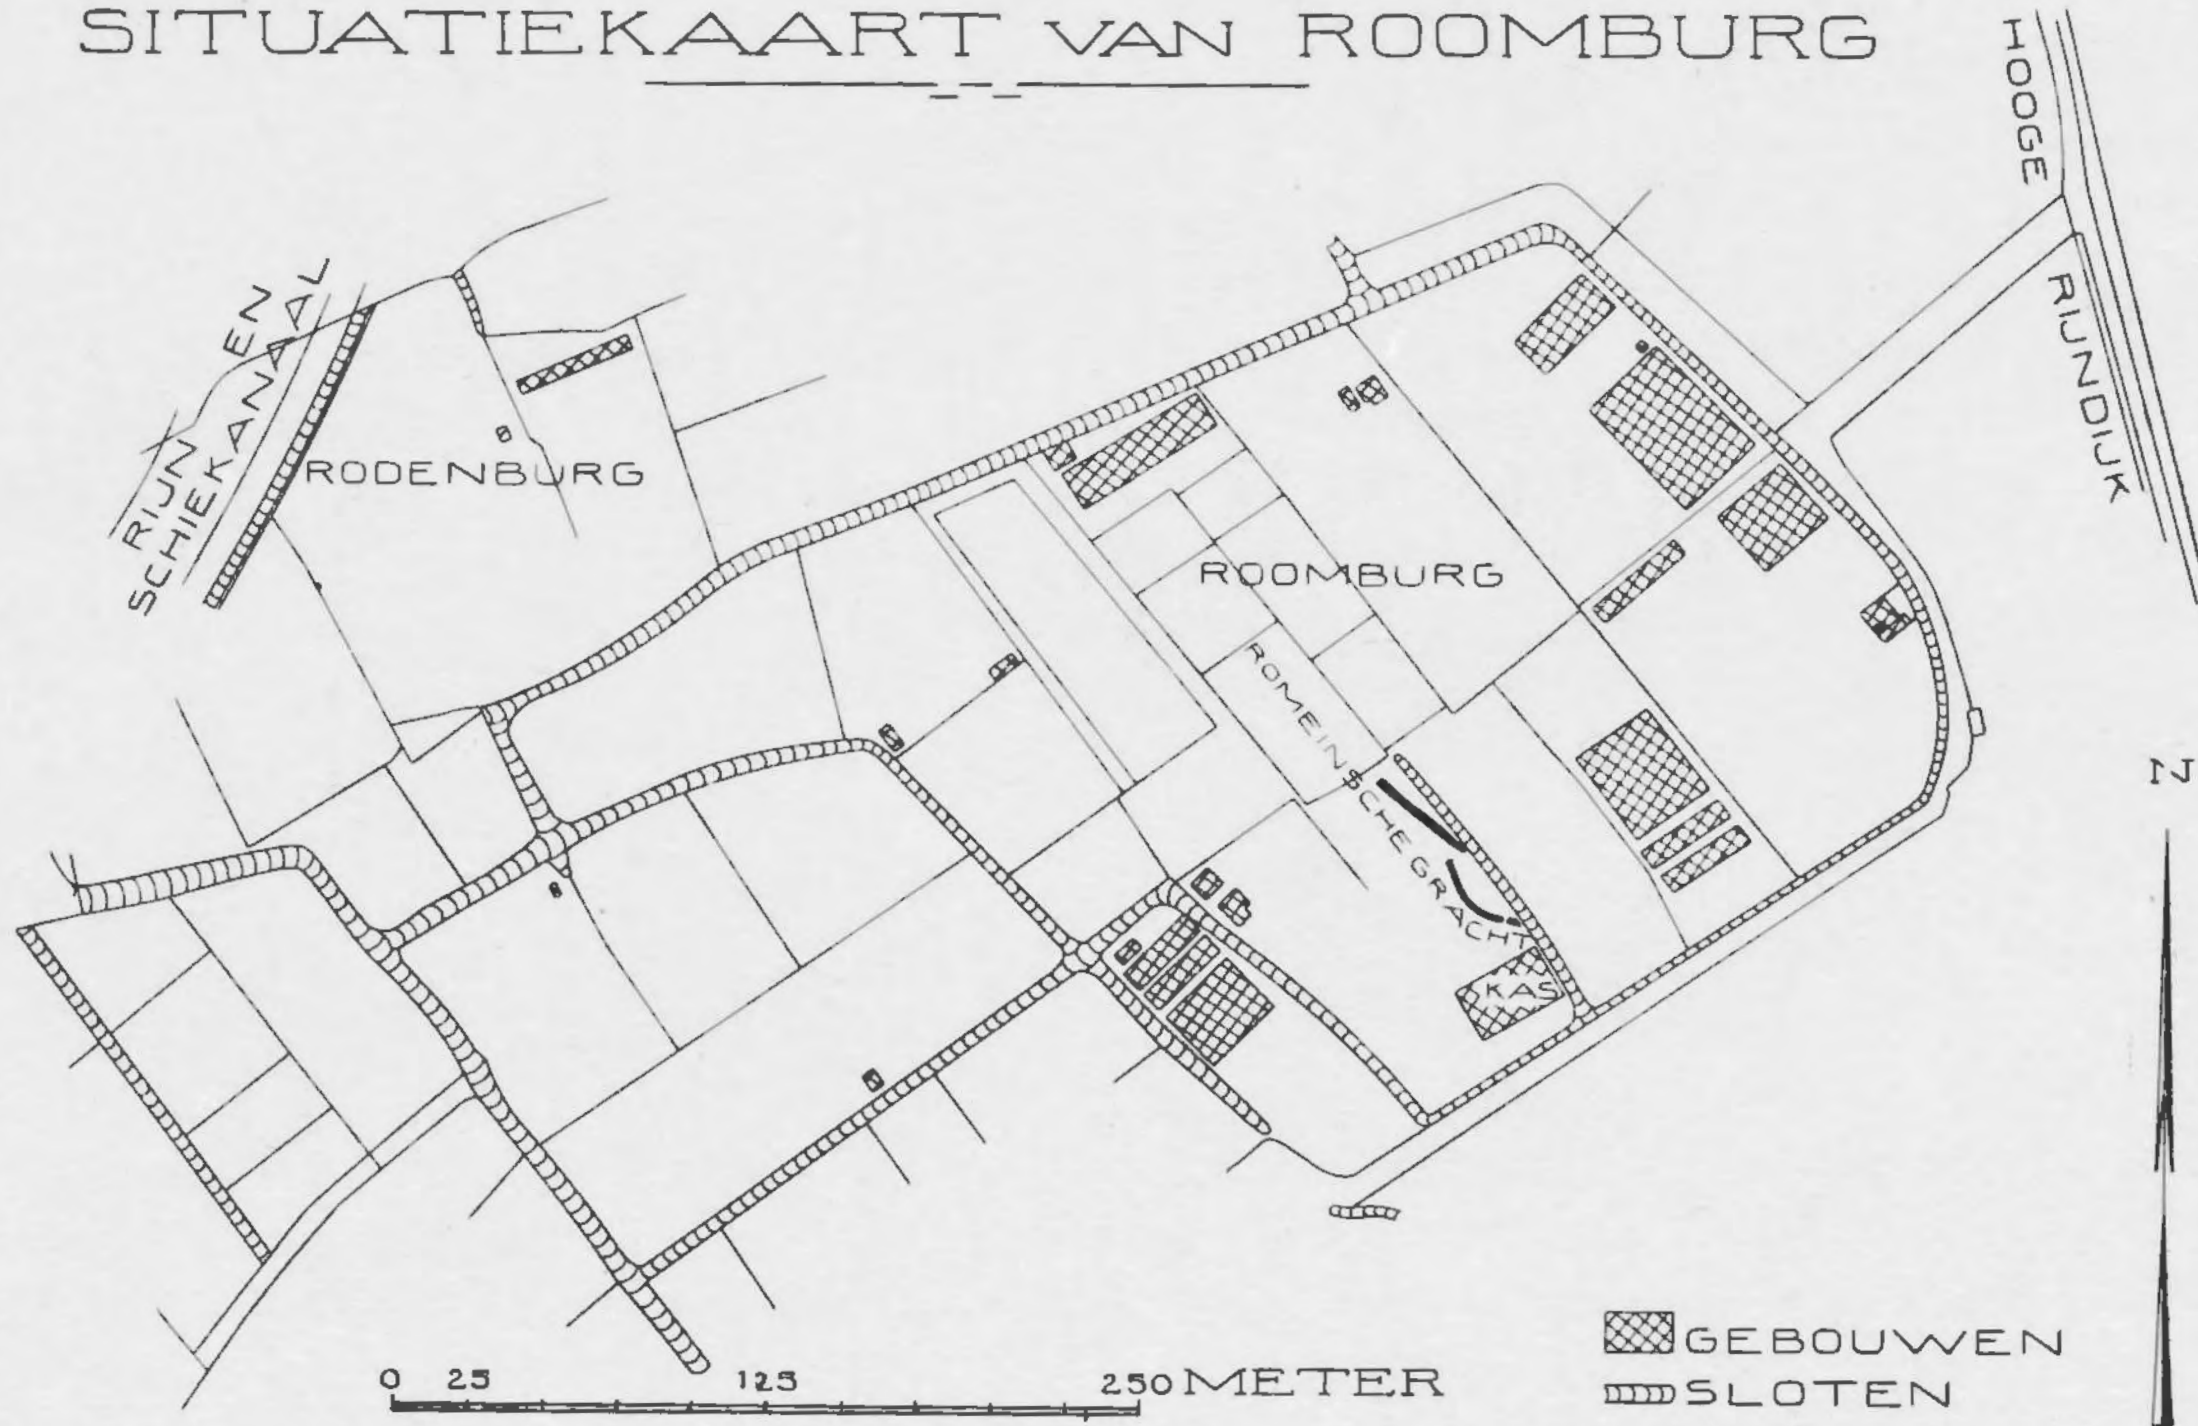 SITUATIEKAART VAN ROOMBURG
HOOGE
RIJNDIJK
RIJN EN
SCHIEKANAAL
RODENBURG
ROOMBURG
ROMEINSCHE GRACHT
KAS
N
0 25 125 250 METER
GEBOUWEN
SLOTEN